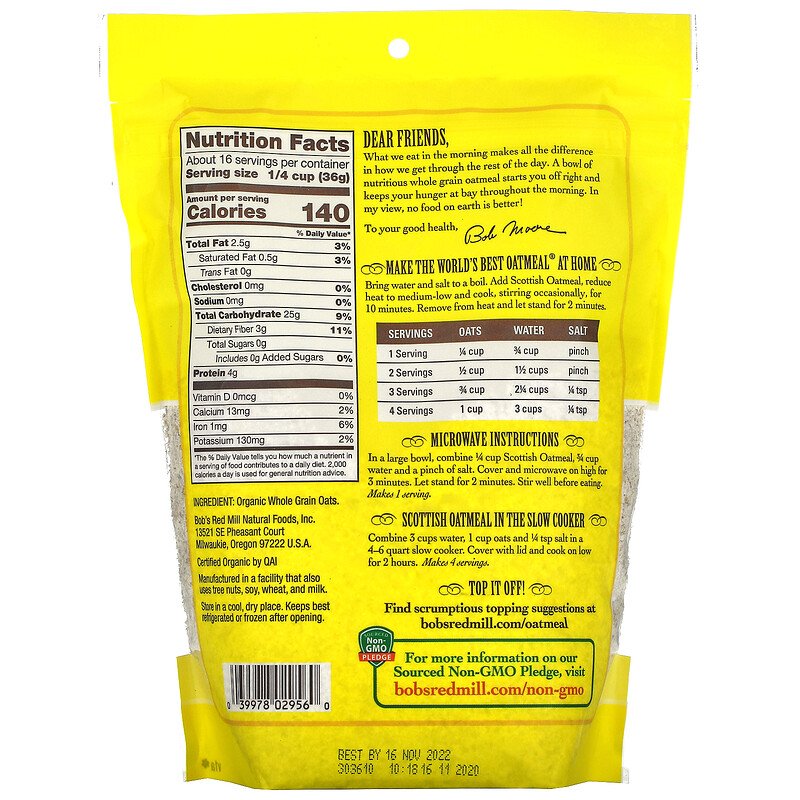 Nutrition Facts
About 16 servings per container
Serving size 1/4 cup (36g)
Amount per serving
Calories 140
% Daily Value*
Total Fat 2.5g 3%
Saturated Fat 0.5g 3%
Trans Fat 0g
Cholesterol 0mg 0%
Sodium 0mg 0%
Total Carbohydrate 25g 9%
Dietary Fiber 3g 11%
Total Sugars 0g
Includes 0g Added Sugars 0%
Protein 4g
Vitamin D 0mcg 0%
Calcium 13mg 2%
Iron 1mg 6%
Potassium 130mg 2%
*The % Daily Value tells you how much a nutrient in
a serving of food contributes to a daily diet. 2,000
calories a day is used for general nutrition advice.
INGREDIENT: Organic Whole Grain Oats.
Bob's Red Mill Natural Foods, Inc.
13521 SE Pheasant Court
Milwaukie, Oregon 97222 U.S.A.
Certified Organic by QAI
Manufactured in a facility that also
uses tree nuts, soy, wheat, and milk.
Store in a cool, dry place. Keeps best
refrigerated or frozen after opening.
0 39978 02956 0
DEAR FRIENDS,
What we eat in the morning makes all the difference
in how we get through the rest of the day. A bowl of
nutritious whole grain oatmeal starts you off right and
keeps your hunger at bay throughout the morning. In
my view, no food on earth is better!
To your good health, Bob Moore
MAKE THE WORLD'S BEST OATMEAL® AT HOME
Bring water and salt to a boil. Add Scottish Oatmeal, reduce
heat to medium-low and cook, stirring occasionally, for
10 minutes. Remove from heat and let stand for 2 minutes.
SERVINGS OATS WATER SALT
1 Serving ¼ cup ¾ cup pinch
2 Servings ½ cup 1½ cups pinch
3 Servings ¾ cup 2¼ cups ¼ tsp
4 Servings 1 cup 3 cups ¼ tsp
MICROWAVE INSTRUCTIONS
In a large bowl, combine ¼ cup Scottish Oatmeal, ¾ cup
water and a pinch of salt. Cover and microwave on high for
3 minutes. Let stand for 2 minutes. Stir well before eating.
Makes 1 serving.
SCOTTISH OATMEAL IN THE SLOW COOKER
Combine 3 cups water, 1 cup oats and ¼ tsp salt in a
4–6 quart slow cooker. Cover with lid and cook on low
for 2 hours. Makes 4 servings.
TOP IT OFF!
Find scrumptious topping suggestions at
bobsredmill.com/oatmeal
SOURCED
Non-
GMO
PLEDGE
For more information on our
Sourced Non-GMO Pledge, visit
bobsredmill.com/non-gmo
BEST BY 16 NOV 2022
303610 10:18 16 11 2020